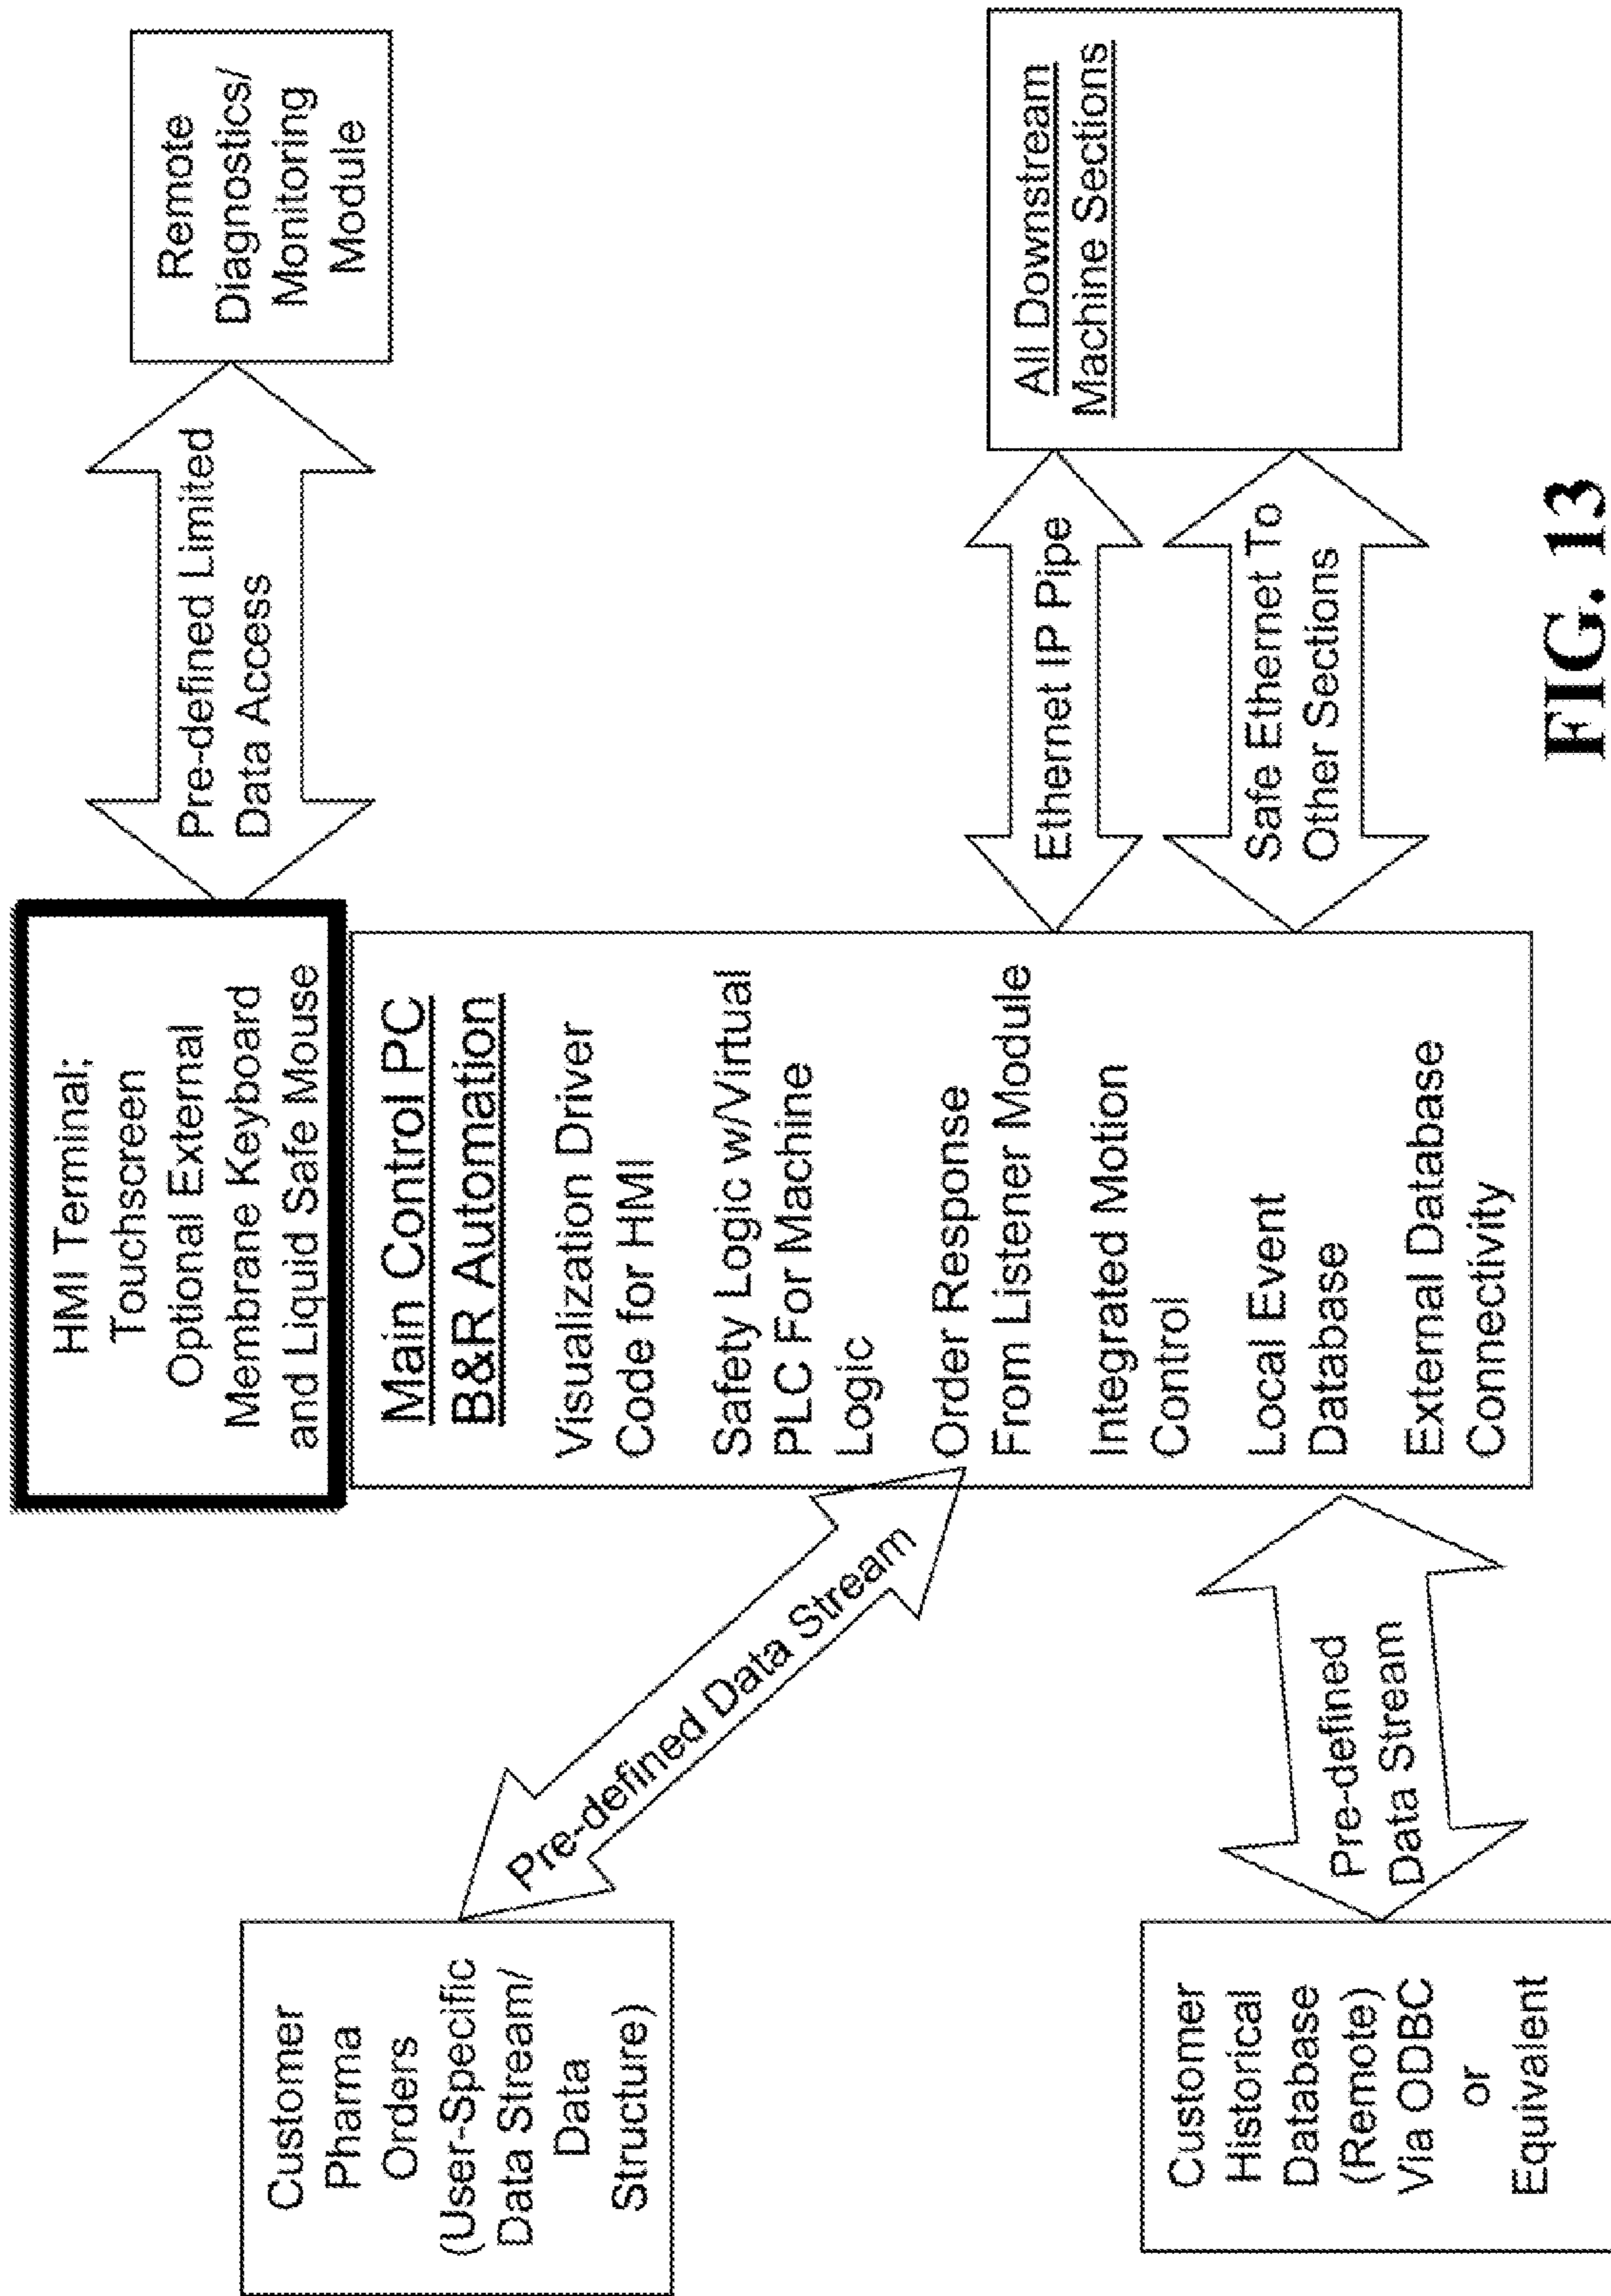 HMI Terminal;
Touchscreen
Optional External
Membrane Keyboard
and Liquid Safe Mouse
Pre-defined Limited
Data Access
Remote
Diagnostics/
Monitoring
Module
Customer
Pharma
Orders
(User-Specific
Data Stream/
Data
Structure)
Pre-defined Data Stream
Main Control PC
B&R Automation
Visualization Driver
Code for HMI
Safety Logic w/Virtual
PLC For Machine
Logic
Order Response
From Listener Module
Integrated Motion
Control
Local Event
Database
External Database
Connectivity
Ethernet IP Pipe
Safe Ethernet To
Other Sections
All Downstream
Machine Sections
Customer
Historical
Database
(Remote)
Via ODBC
or
Equivalent
Pre-defined
Data Stream
FIG. 13